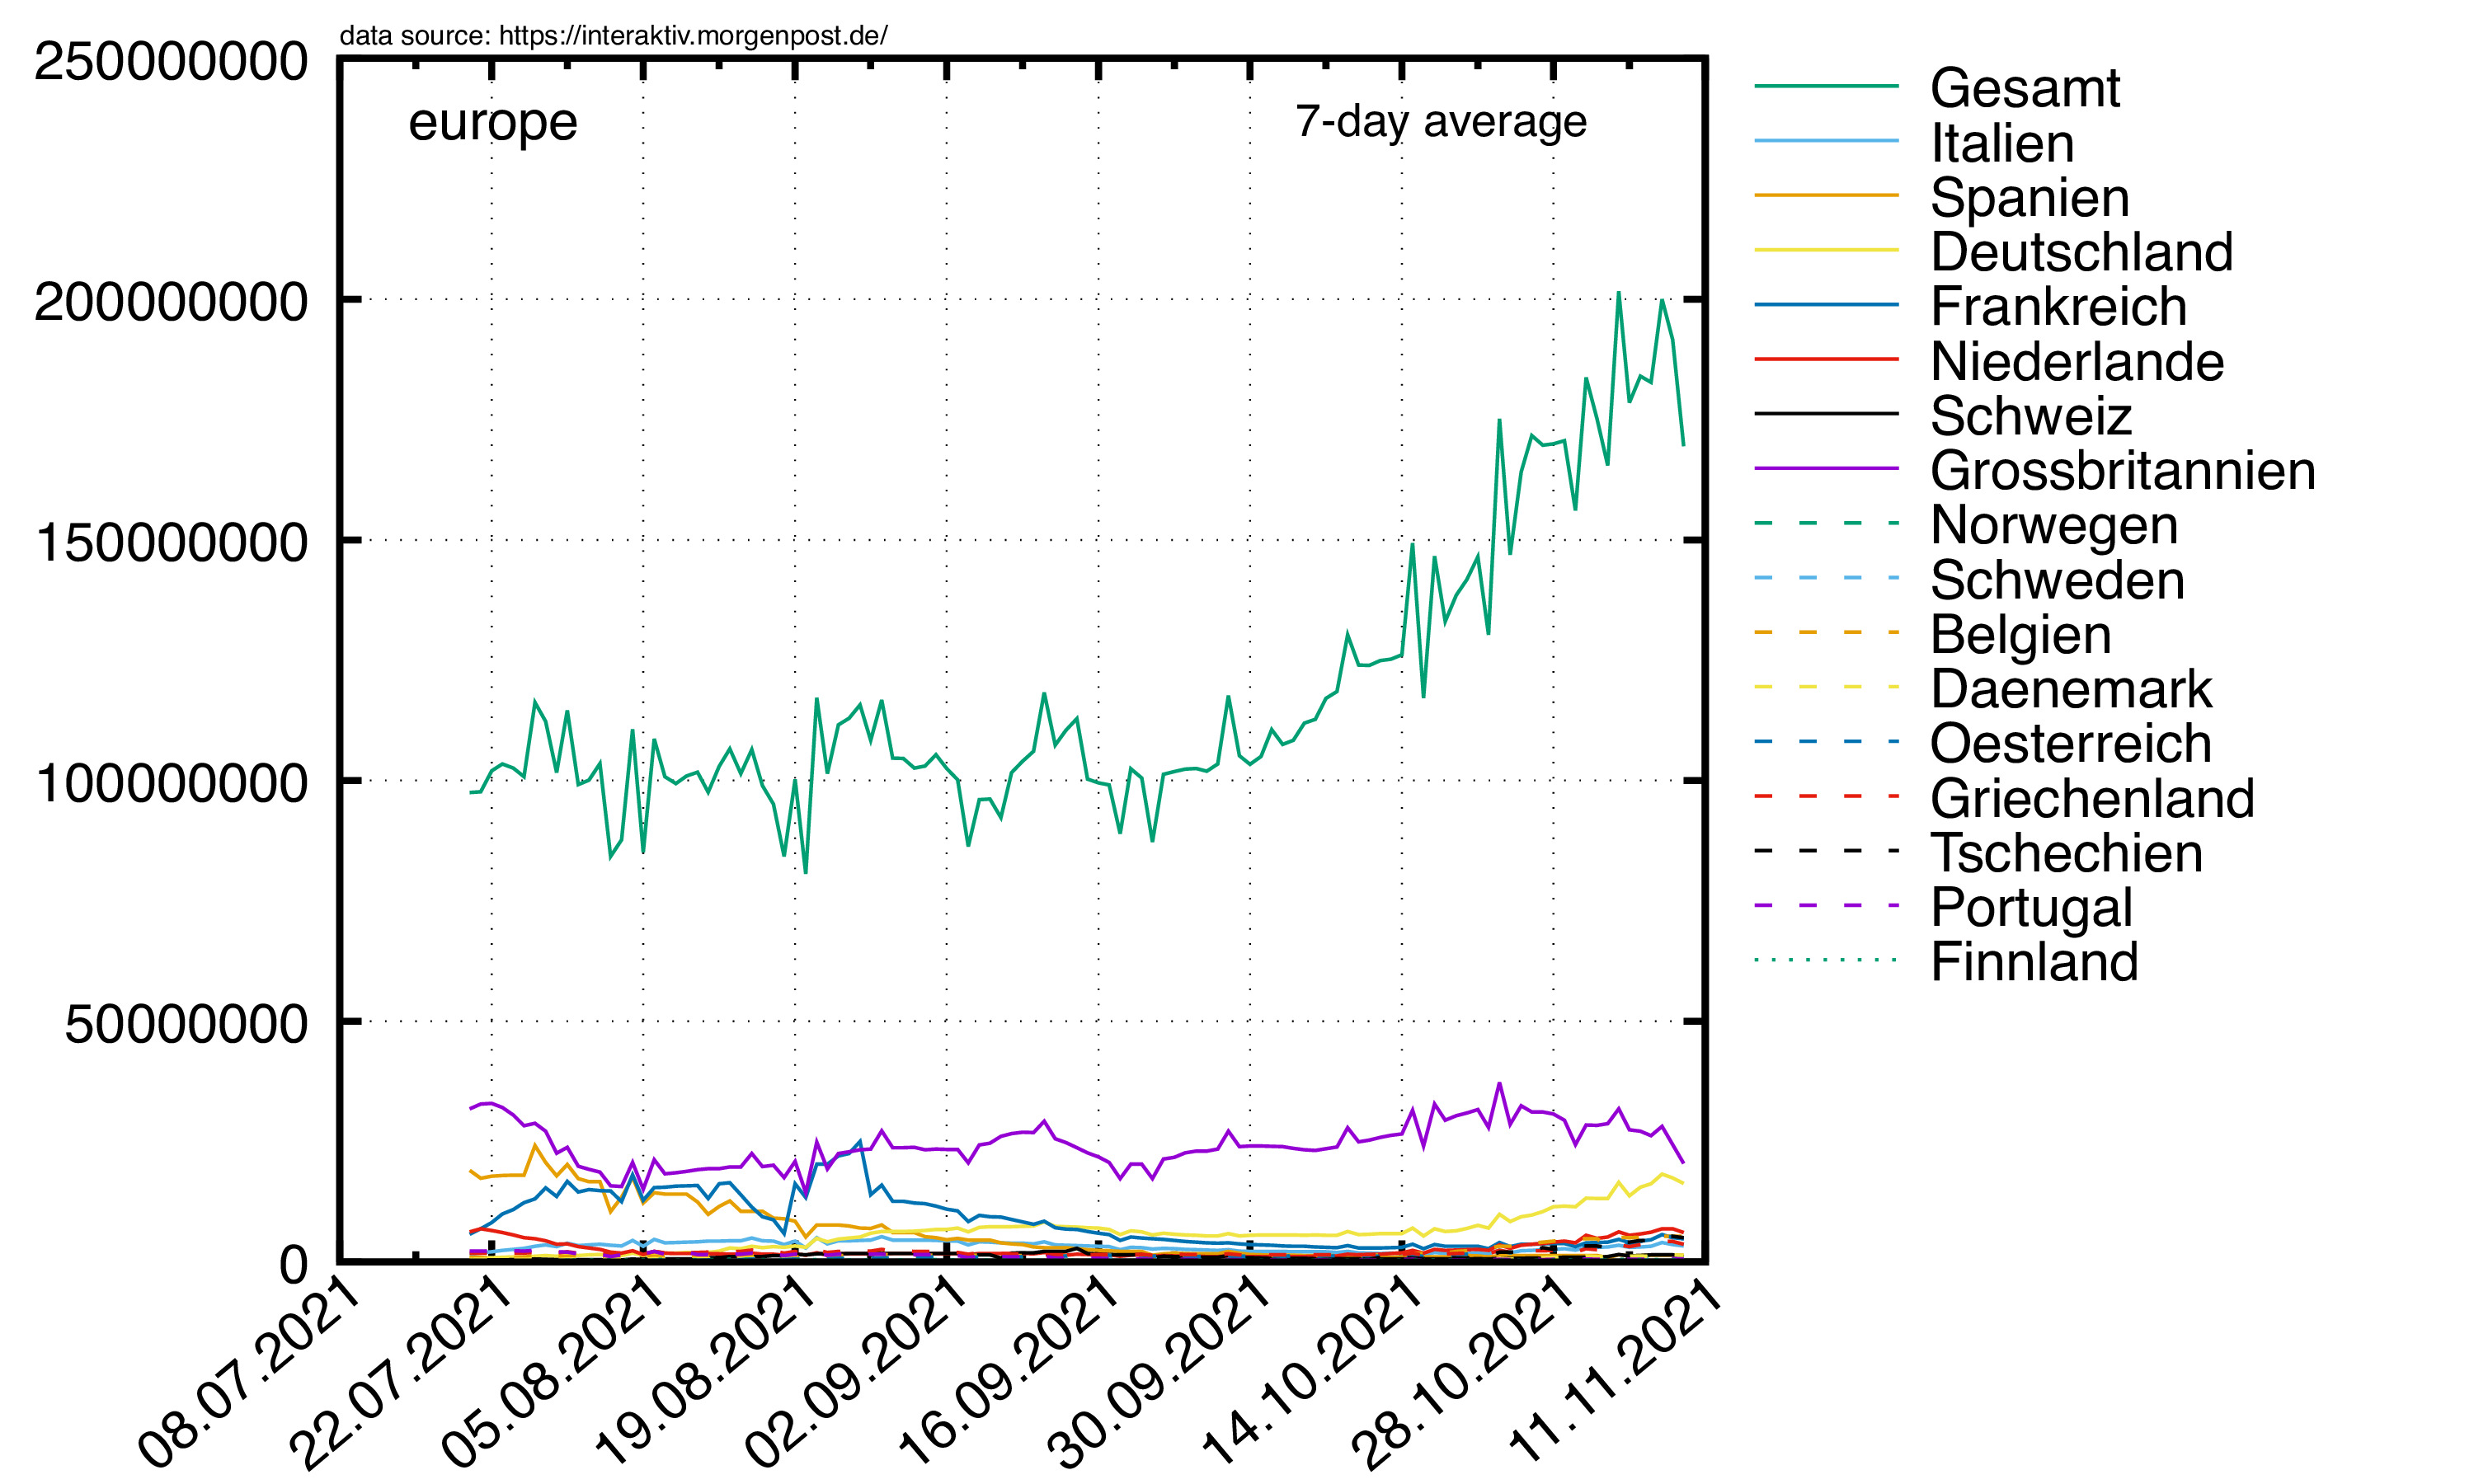 data source: https://interaktiv.morgenpost.de/
250000000
200000000
150000000
100000000
50000000
0
europe
7-day average
08.07.2021
22.07.2021
05.08.2021
19.08.2021
02.09.2021
16.09.2021
30.09.2021
14.10.2021
28.10.2021
11.11.2021
Gesamt
Italien
Spanien
Deutschland
Frankreich
Niederlande
Schweiz
Grossbritannien
Norwegen
Schweden
Belgien
Daenemark
Oesterreich
Griechenland
Tschechien
Portugal
Finnland